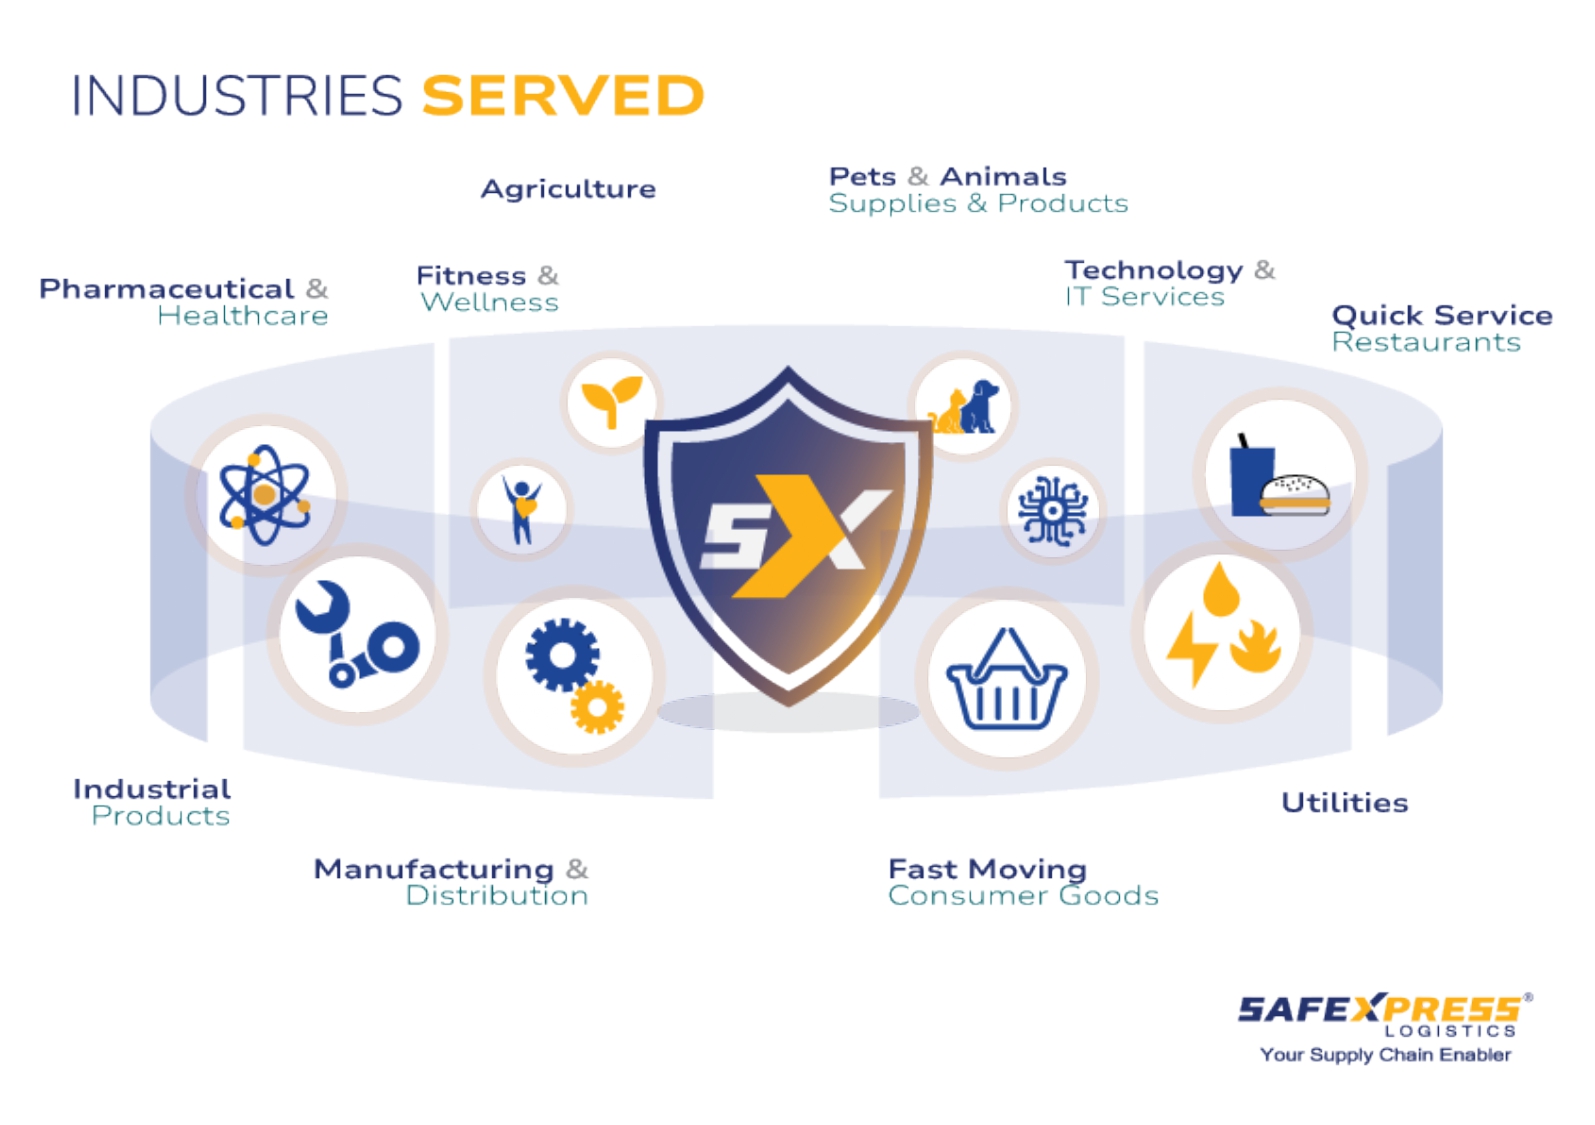 INDUSTRIES SERVED
Agriculture
Pets & Animals
Supplies & Products
Pharmaceutical &
Healthcare
Fitness &
Wellness
Technology &
IT Services
Quick Service
Restaurants
SX
Industrial
Products
Utilities
Manufacturing &
Distribution
Fast Moving
Consumer Goods
SAFEXPRESS®
LOGISTICS
Your Supply Chain Enabler